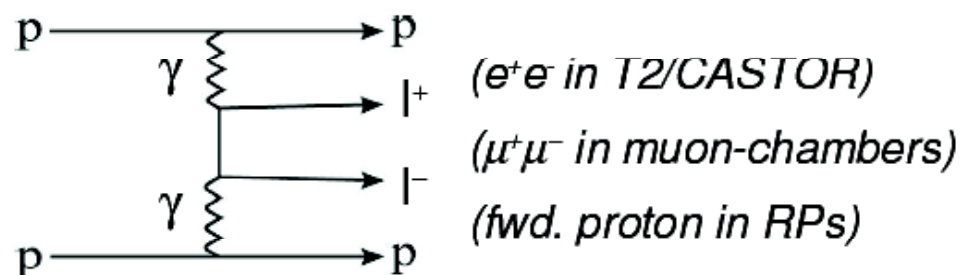 p p
γ l⁺ (e⁺e⁻ in T2/CASTOR)
(μ⁺μ⁻ in muon-chambers)
γ l⁻ (fwd. proton in RPs)
p p